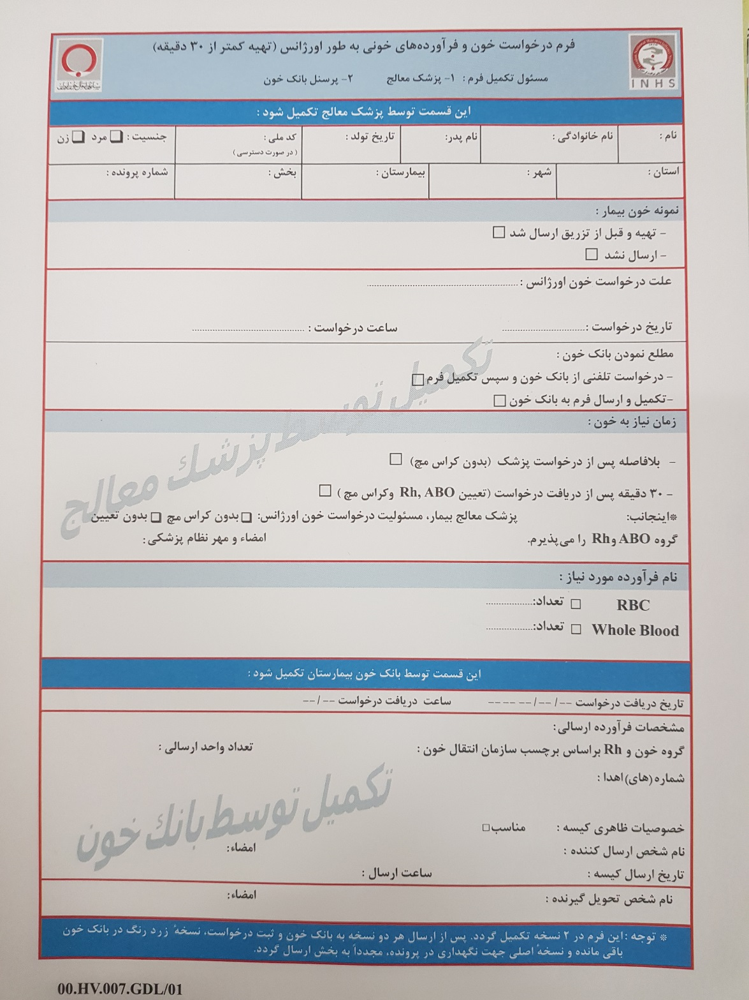 فرم درخواست خون و فرآورده‌های خونی به طور اورژانس (تهیه کمتر از ۳۰ دقیقه)
مسئول تکمیل فرم : ۱- پزشک معالج ۲- پرسنل بانک خون
INHS
این قسمت توسط پزشک معالج تکمیل شود :
نام : نام خانوادگی : نام پدر: تاریخ تولد : کد ملی : جنسیت : مرد زن
(در صورت دسترسی)
استان : شهر : بیمارستان : بخش : شماره پرونده :
نمونه خون بیمار :
- تهیه و قبل از تزریق ارسال شد
- ارسال نشد
علت درخواست خون اورژانس :
تاریخ درخواست : ساعت درخواست :
مطلع نمودن بانک خون :
- درخواست تلفنی از بانک خون و سپس تکمیل فرم
-تکمیل و ارسال فرم به بانک خون
زمان نیاز به خون :
- بلافاصله پس از درخواست پزشک (بدون کراس مچ)
- ۳۰ دقیقه پس از دریافت درخواست (تعیین Rh, ABO وکراس مچ )
*اینجانب: پزشک معالج بیمار، مسئولیت درخواست خون اورژانس: بدون کراس مچ بدون تعیین
گروه ABO وRh را می‌پذیرم. امضاء و مهر نظام پزشکی :
تکمیل توسط پزشک معالج
نام فرآورده مورد نیاز :
RBC تعداد:
Whole Blood تعداد:
این قسمت توسط بانک خون بیمارستان تکمیل شود :
تاریخ دریافت درخواست --/ --/-- ---- ساعت دریافت درخواست --/--
مشخصات فرآورده ارسالی:
گروه خون و Rh براساس برچسب سازمان انتقال خون : تعداد واحد ارسالی :
شماره(های) اهدا :
خصوصیات ظاهری کیسه : مناسب
نام شخص ارسال کننده : امضاء:
تاریخ ارسال کیسه : ساعت ارسال :
تکمیل توسط بانک خون
نام شخص تحویل گیرنده : امضاء:
* توجه :این فرم در ۲ نسخه تکمیل گردد. پس از ارسال هر دو نسخه به بانک خون و ثبت درخواست، نسخهٔ زرد رنگ در بانک خون
باقی مانده و نسخهٔ اصلی جهت نگهداری در پرونده، مجدداً به بخش ارسال گردد.
00.HV.007.GDL/01